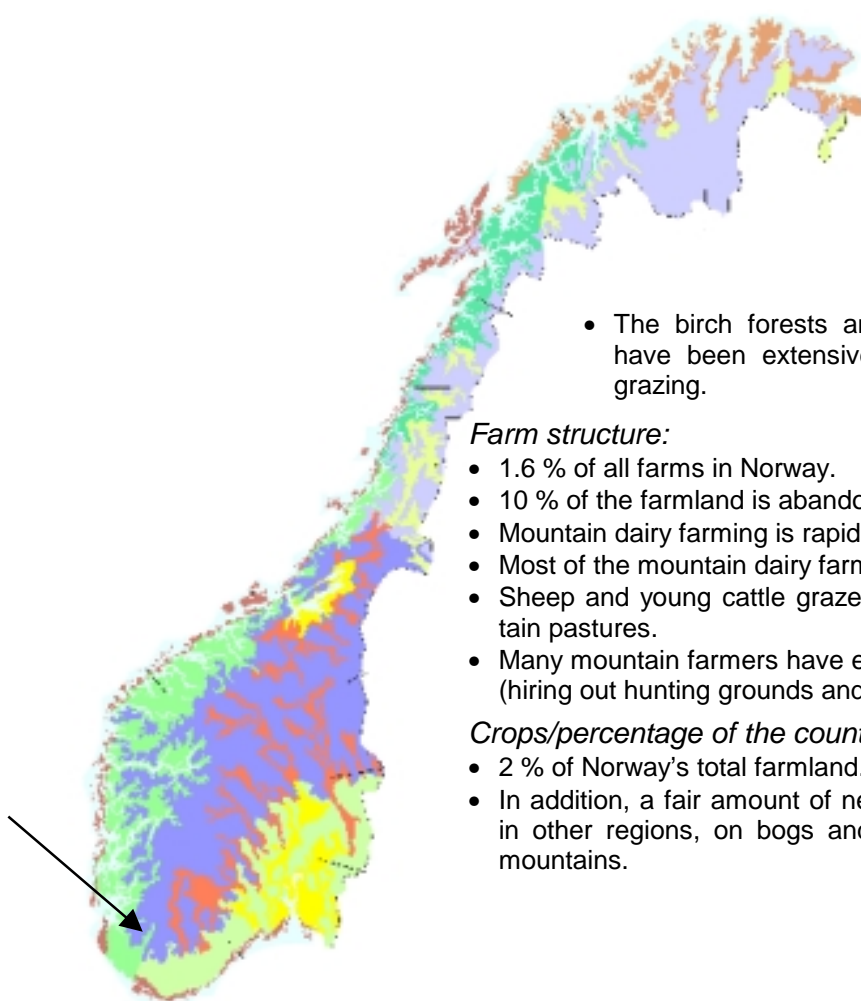 • The birch forests an
have been extensive
grazing.
Farm structure:
• 1.6 % of all farms in Norway.
• 10 % of the farmland is abando
• Mountain dairy farming is rapid
• Most of the mountain dairy farm
• Sheep and young cattle graze
tain pastures.
• Many mountain farmers have e
(hiring out hunting grounds and
Crops/percentage of the count
• 2 % of Norway’s total farmland.
• In addition, a fair amount of ne
in other regions, on bogs and
mountains.